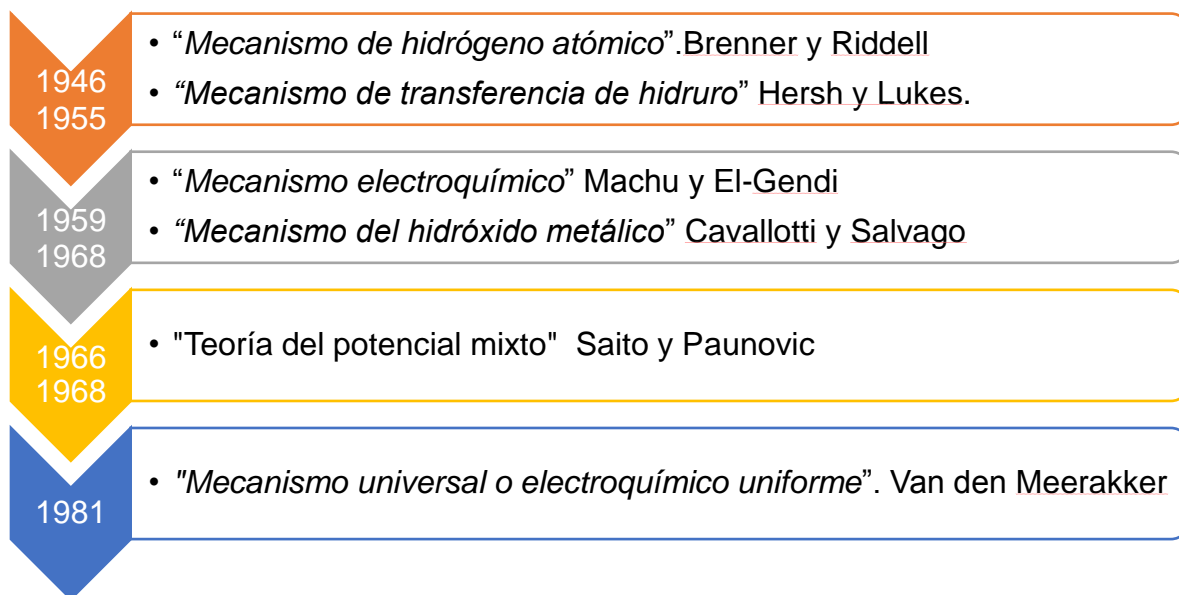 1946
1955
• “Mecanismo de hidrógeno atómico”.Brenner y Riddell
• “Mecanismo de transferencia de hidruro” Hersh y Lukes.
1959
1968
• “Mecanismo electroquímico” Machu y El-Gendi
• “Mecanismo del hidróxido metálico” Cavallotti y Salvago
1966
1968
• "Teoría del potencial mixto"  Saito y Paunovic
1981
• "Mecanismo universal o electroquímico uniforme”. Van den Meerakker